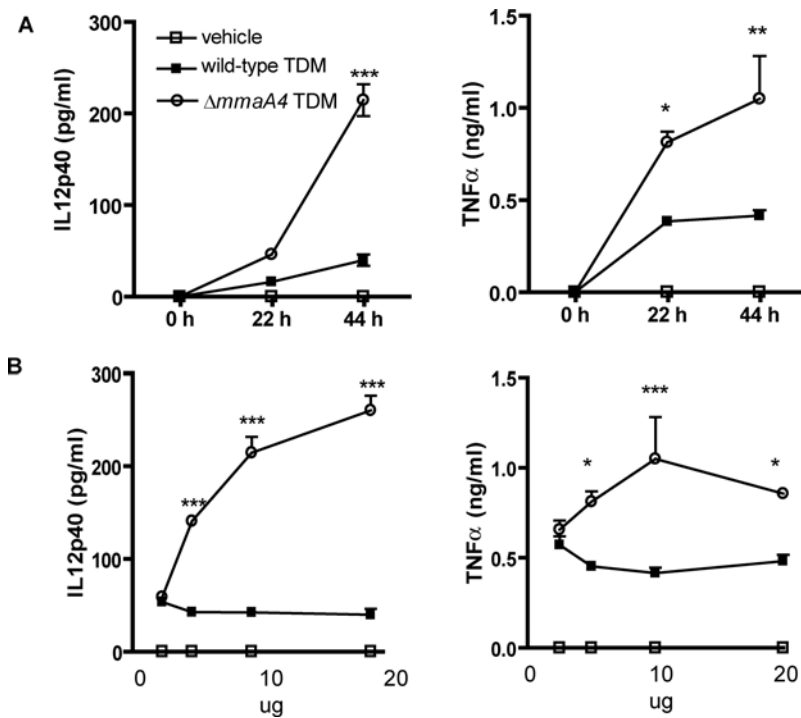 A
IL12p40 (pg/ml)
300
200
100
0
0 h 22 h 44 h
vehicle
wild-type TDM
ΔmmaA4 TDM
***
TNFα (ng/ml)
1.5
1.0
0.5
0.0
0 h 22 h 44 h
*
**
B
IL12p40 (pg/ml)
300
200
100
0
0 10 20
ug
***
***
***
TNFα (ng/ml)
1.5
1.0
0.5
0.0
0 10 20
ug
*
***
*